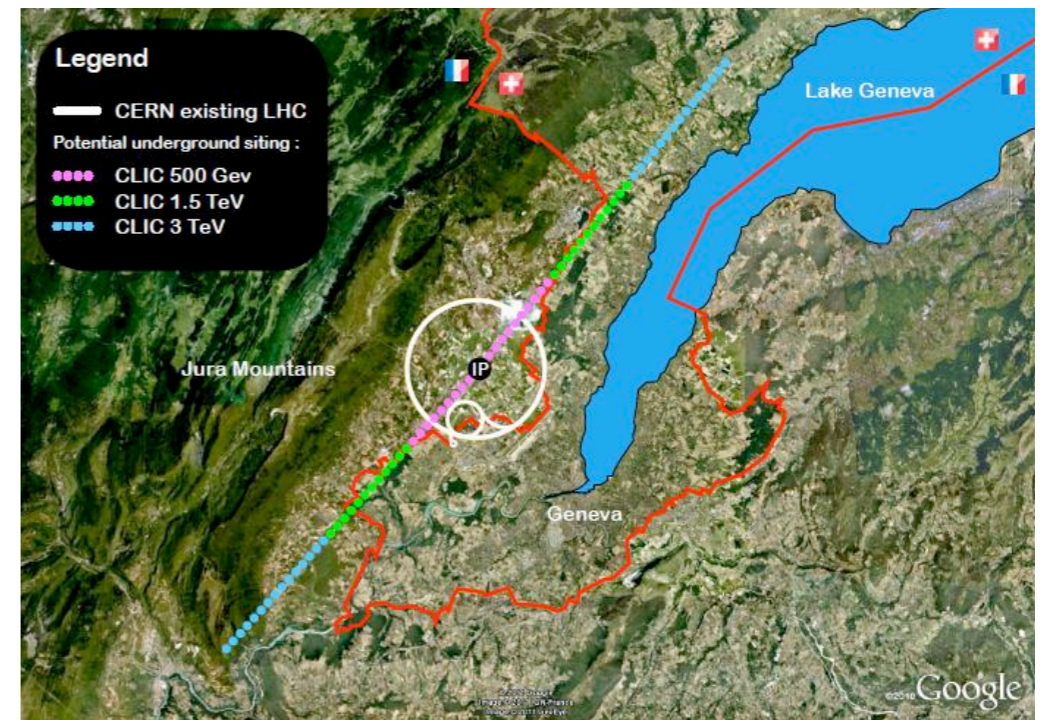 Legend
CERN existing LHC
Potential underground siting :
CLIC 500 Gev
CLIC 1.5 TeV
CLIC 3 TeV
Lake Geneva
IP
Jura Mountains
Geneva
©2010 Google